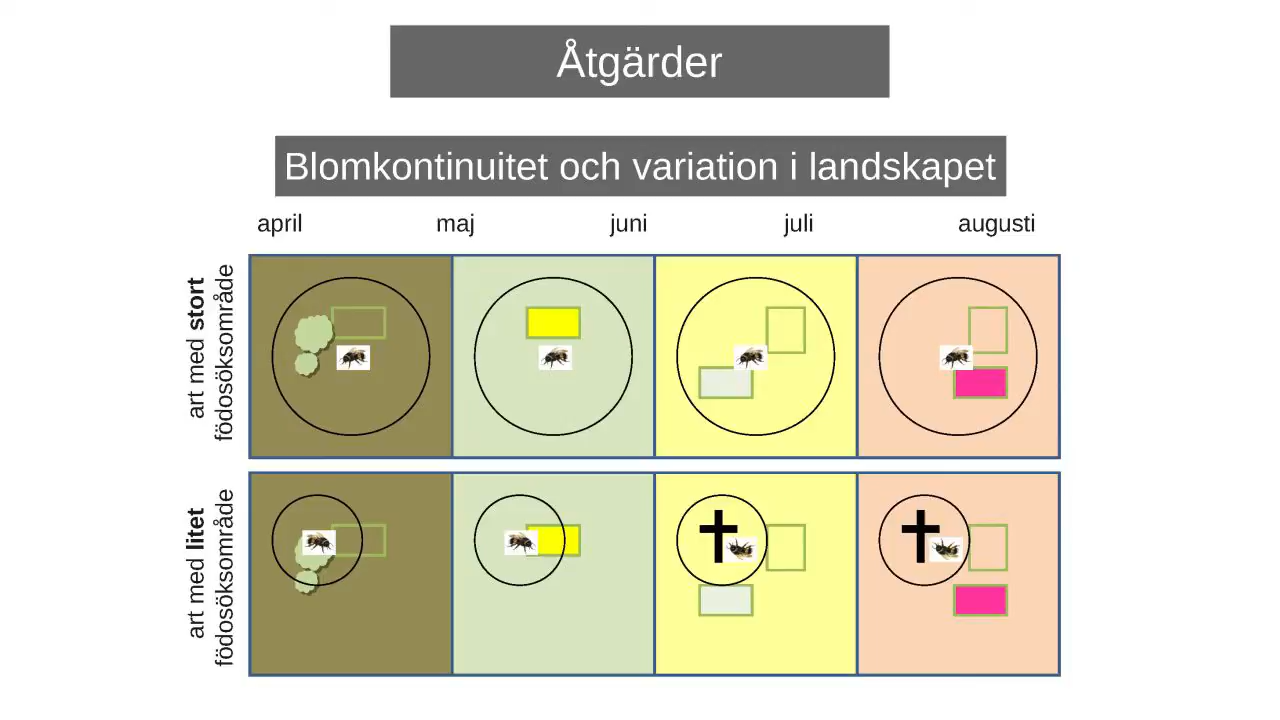 Åtgärder
Blomkontinuitet och variation i landskapet
april maj juni juli augusti
art med stort
födosöksområde
art med litet
födosöksområde